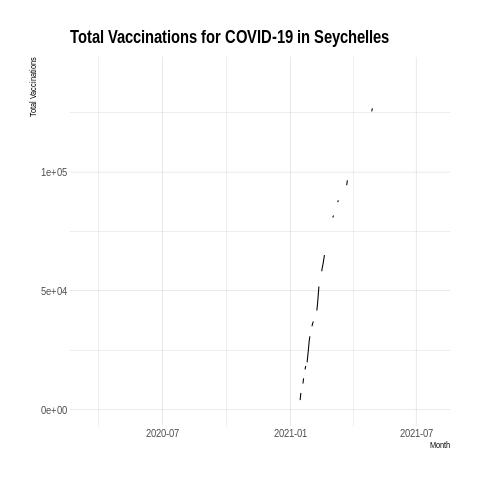 Total Vaccinations for COVID-19 in Seychelles
Total Vaccinations
1e+05
5e+04
0e+00
2020-07
2021-01
2021-07
Month